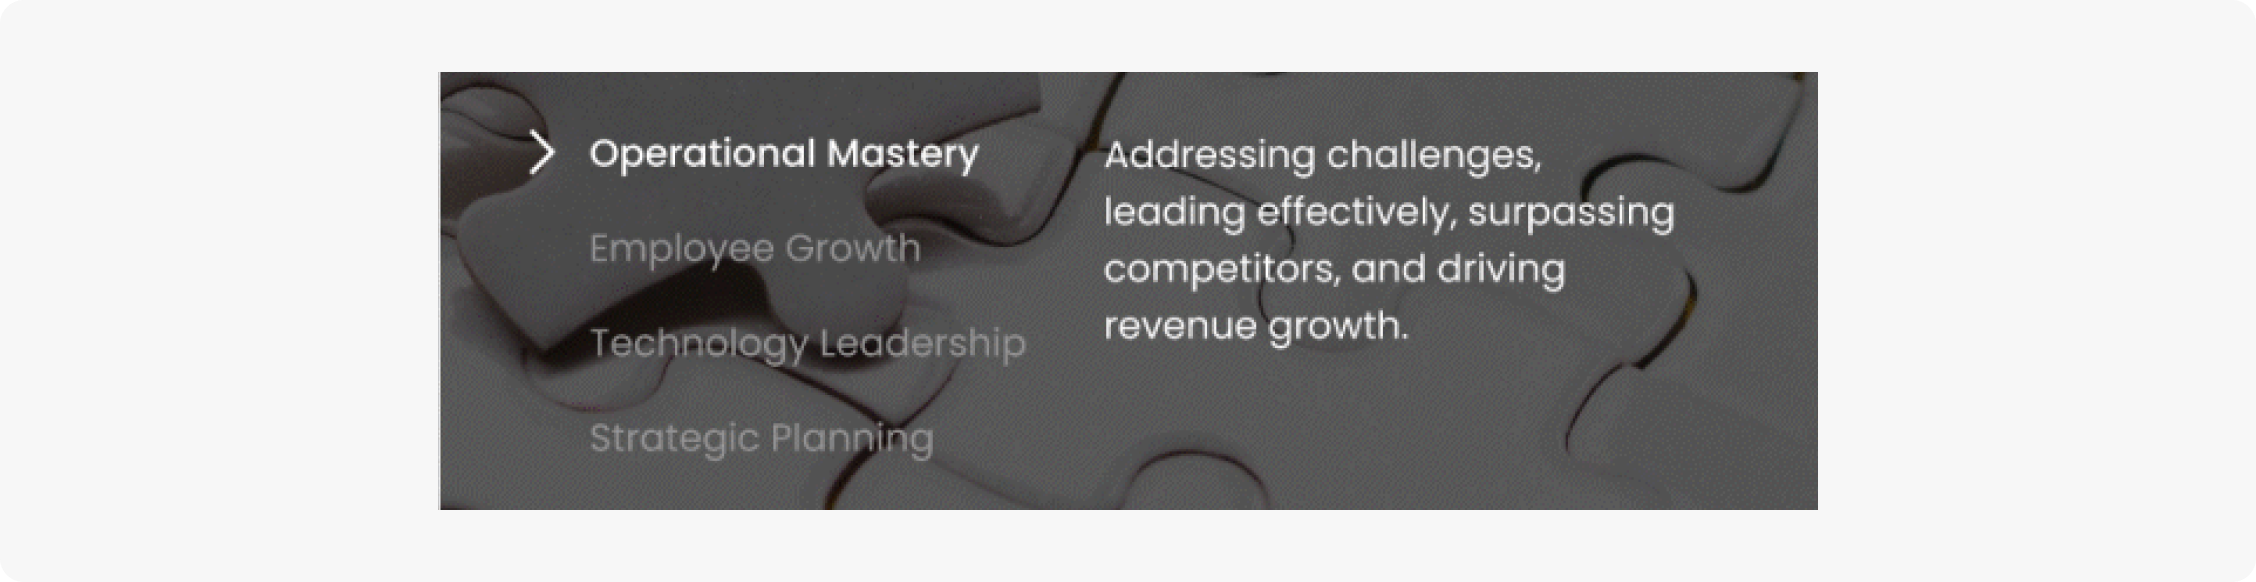 Operational Mastery
Employee Growth
Technology Leadership
Strategic Planning
Addressing challenges,
leading effectively, surpassing
competitors, and driving
revenue growth.